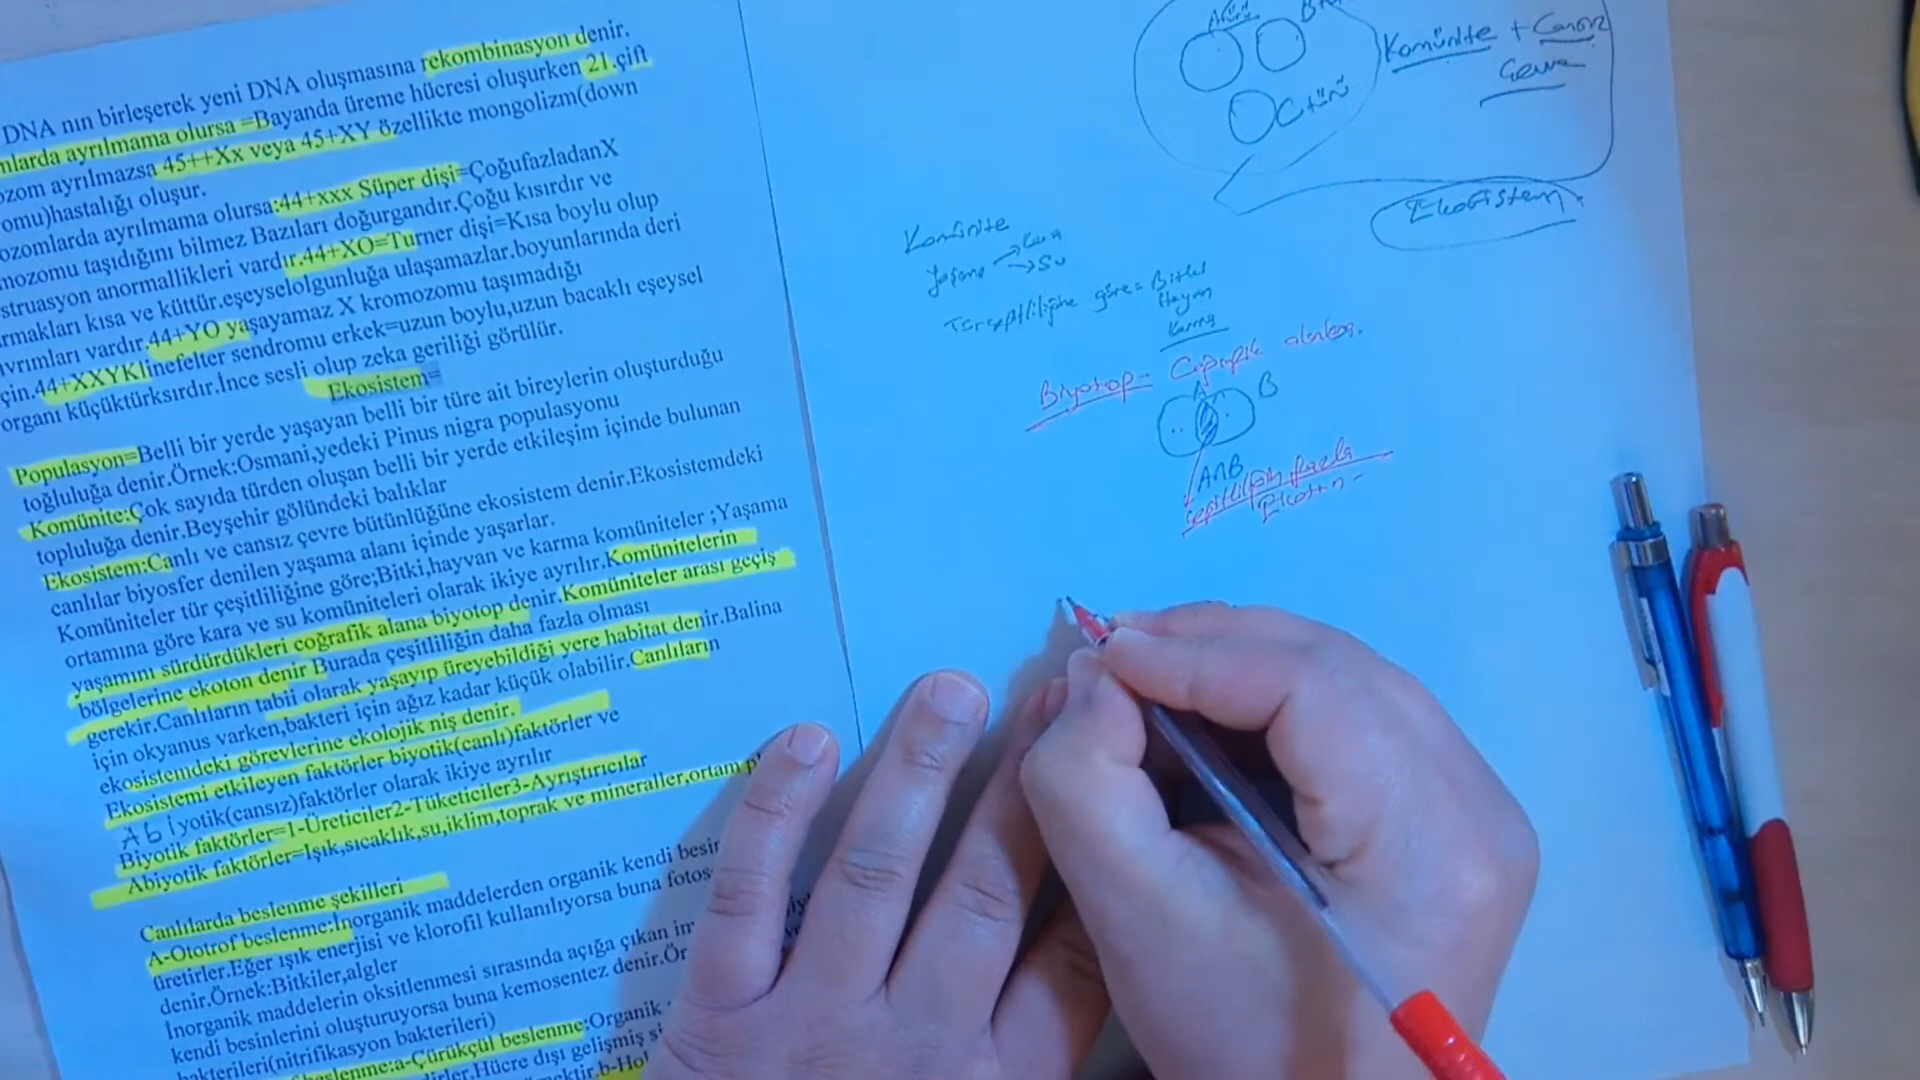 DNA nın birleşerek yeni DNA oluşmasına rekombinasyon denir.
mlarda ayrılmama olursa =Bayanda üreme hücresi oluşurken 21.çift
ozom ayrılmazsa 45++Xx veya 45+XY özellikte mongolizm(down
omu)hastalığı oluşur.
ozomlarda ayrılmama olursa:44+xxx Süper dişi=ÇoğufazladanX
mozomu taşıdığını bilmez Bazıları doğurgandır.Çoğu kısırdır ve
struasyon anormallikleri vardır.44+XO=Turner dişi=Kısa boylu olup
rmakları kısa ve küttür.eşeyselolgunluğa ulaşamazlar.boyunlarında deri
ıvrımları vardır.44+YO yaşayamaz X kromozomu taşımadığı
çin.44+XXYKlinefelter sendromu erkek=uzun boylu,uzun bacaklı eşeysel
organı küçüktürksırdır.İnce sesli olup zeka geriliği görülür.
Ekosistem=
Populasyon=Belli bir yerde yaşayan belli bir türe ait bireylerin oluşturduğu
toğluluğa denir.Örnek:Osmani,yedeki Pinus nigra populasyonu
Komünite:Çok sayıda türden oluşan belli bir yerde etkileşim içinde bulunan
topluluğa denir.Beyşehir gölündeki balıklar
Ekosistem:Canlı ve cansız çevre bütünlüğüne ekosistem denir.Ekosistemdeki
canlılar biyosfer denilen yaşama alanı içinde yaşarlar.
Komüniteler tür çeşitliliğine göre;Bitki,hayvan ve karma komüniteler ;Yaşama
ortamına göre kara ve su komüniteleri olarak ikiye ayrılır.Komünitelerin
yaşamını sürdürdükleri coğrafik alana biyotop denir.Komüniteler arası geçiş
bölgelerine ekoton denir Burada çeşitliliğin daha fazla olması
gerekir.Canlıların tabii olarak yaşayıp üreyebildiği yere habitat denir.Balina
için okyanus varken,bakteri için ağız kadar küçük olabilir.Canlıların
ekosistemdeki görevlerine ekolojik niş denir.
Ekosistemi etkileyen faktörler biyotik(canlı)faktörler ve
Abiyotik(cansız)faktörler olarak ikiye ayrılır
Biyotik faktörler=1-Üreticiler2-Tüketiciler3-Ayrıştırıcılar
Abiyotik faktörler=Işık,sıcaklık,su,iklim,toprak ve mineraller,ortam
Canlılarda beslenme şekilleri
A-Ototrof beslenme:İnorganik maddelerden organik kendi
üretirler.Eğer ışık enerjisi ve klorofil kullanılıyorsa buna
denir.Örnek:Bitkiler,algler
İnorganik maddelerin oksitlenmesi sırasında açığa çıkan
kendi besinlerini oluşturuyorsa buna kemosentez denir.
bakterileri(nitrifikasyon bakterileri)
beslenme:a-Çürükçül beslenme:Organik
Hücre dışı gelişmiş
A türü
C türü
Komünite + Cansız
Çevre
Ekosistem
Komünite
Yaşama Kara
Su
Tür çeşitliliğine göre= Bitki
Hayvan
Karma
Biyotop= Coğrafik alanlar.
A B
A∩B
Çeşitliliğin fazla
Ekoton